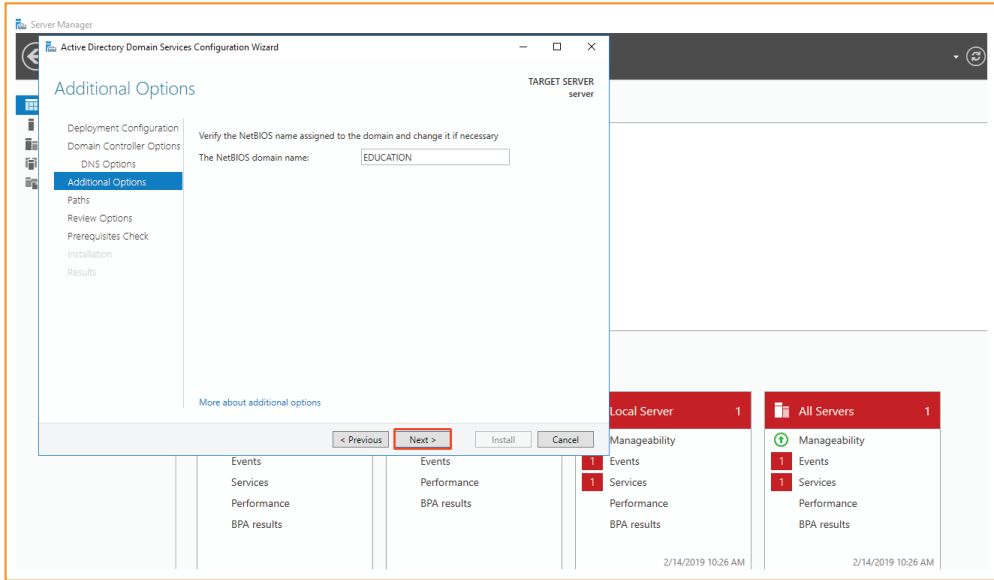 Server Manager
Active Directory Domain Services Configuration Wizard
Additional Options
TARGET SERVER
server
Deployment Configuration
Domain Controller Options
DNS Options
Additional Options
Paths
Review Options
Prerequisites Check
Installation
Results
Verify the NetBIOS name assigned to the domain and change it if necessary
The NetBIOS domain name: EDUCATION
More about additional options
< Previous Next > Install Cancel
Events
Services
Performance
BPA results
Events
Performance
BPA results
Local Server 1
Manageability
1 Events
1 Services
Performance
BPA results
2/14/2019 10:26 AM
All Servers 1
Manageability
1 Events
1 Services
Performance
BPA results
2/14/2019 10:26 AM